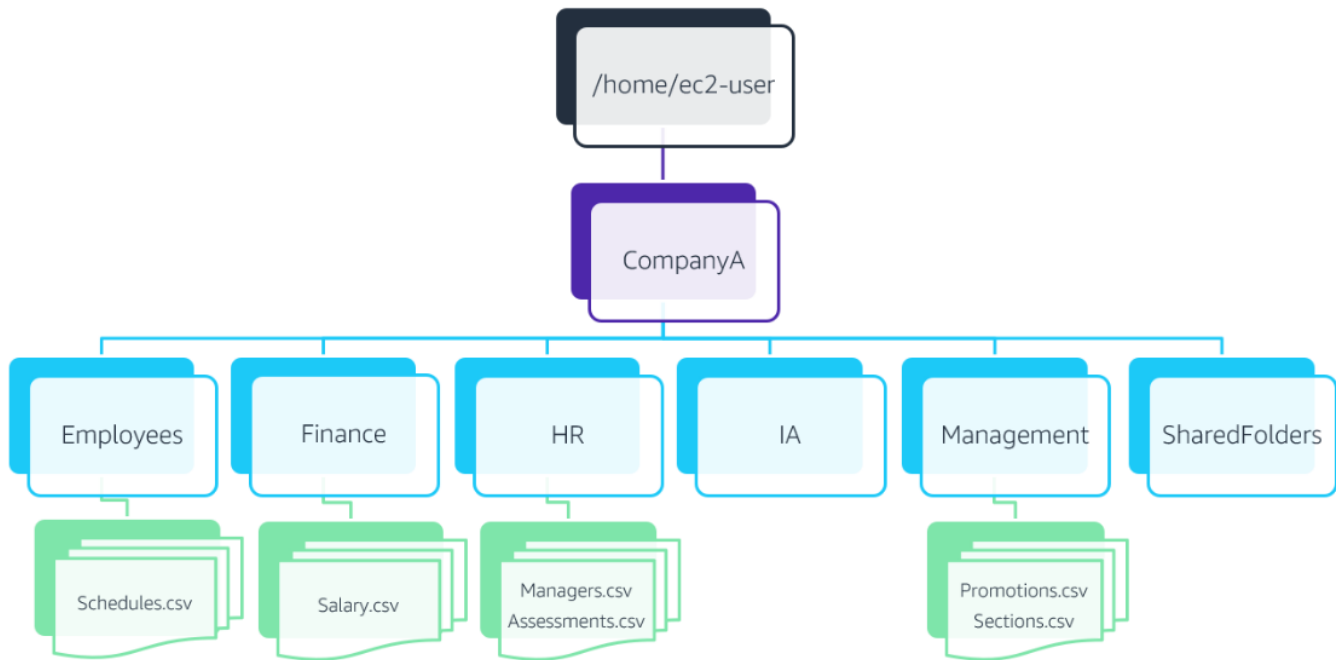 /home/ec2-user
CompanyA
Employees
Finance
HR
IA
Management
SharedFolders
Schedules.csv
Salary.csv
Managers.csv
Assessments.csv
Promotions.csv
Sections.csv